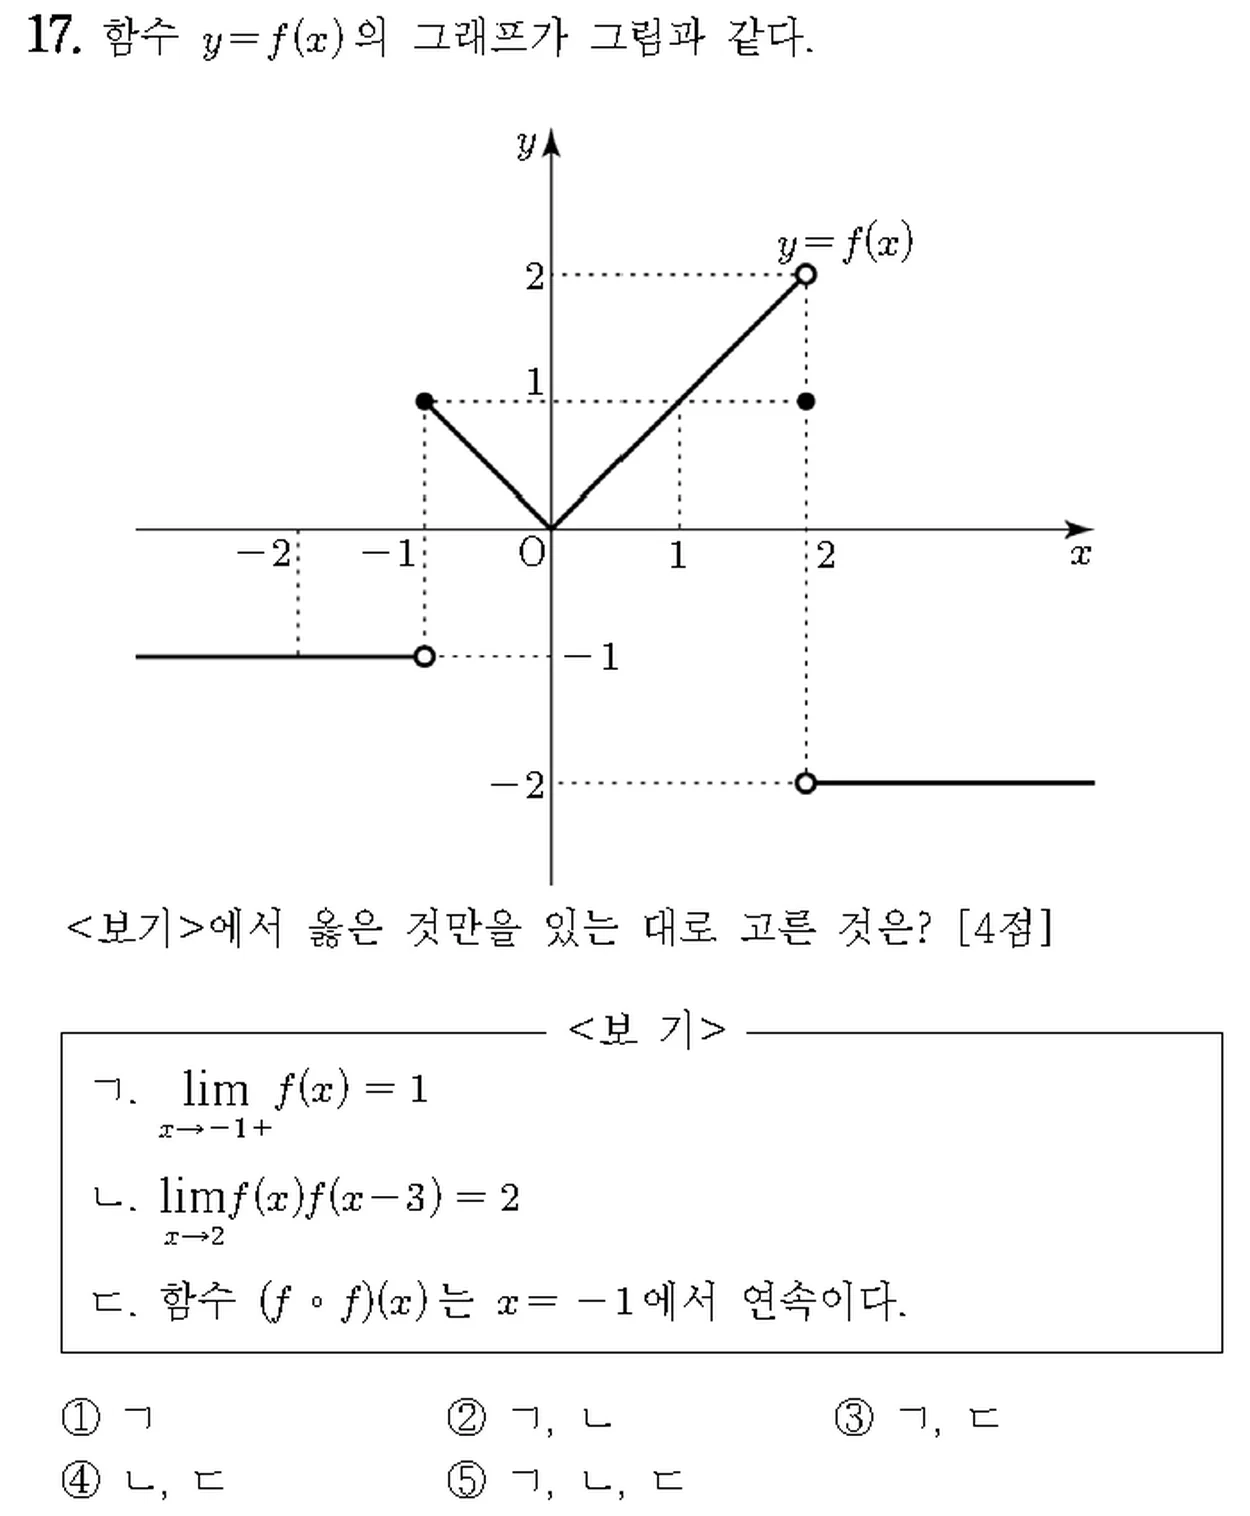 17. 함수 y=f(x)의 그래프가 그림과 같다.
y
y=f(x)
2
1
-2 -1 O 1 2 x
-1
-2
<보기>에서 옳은 것만을 있는 대로 고른 것은? [4점]
<보 기>
ㄱ. lim f(x) = 1
x→-1+
ㄴ. lim f(x)f(x-3) = 2
x→2
ㄷ. 함수 (f∘f)(x)는 x= -1에서 연속이다.
① ㄱ ② ㄱ, ㄴ ③ ㄱ, ㄷ
④ ㄴ, ㄷ ⑤ ㄱ, ㄴ, ㄷ